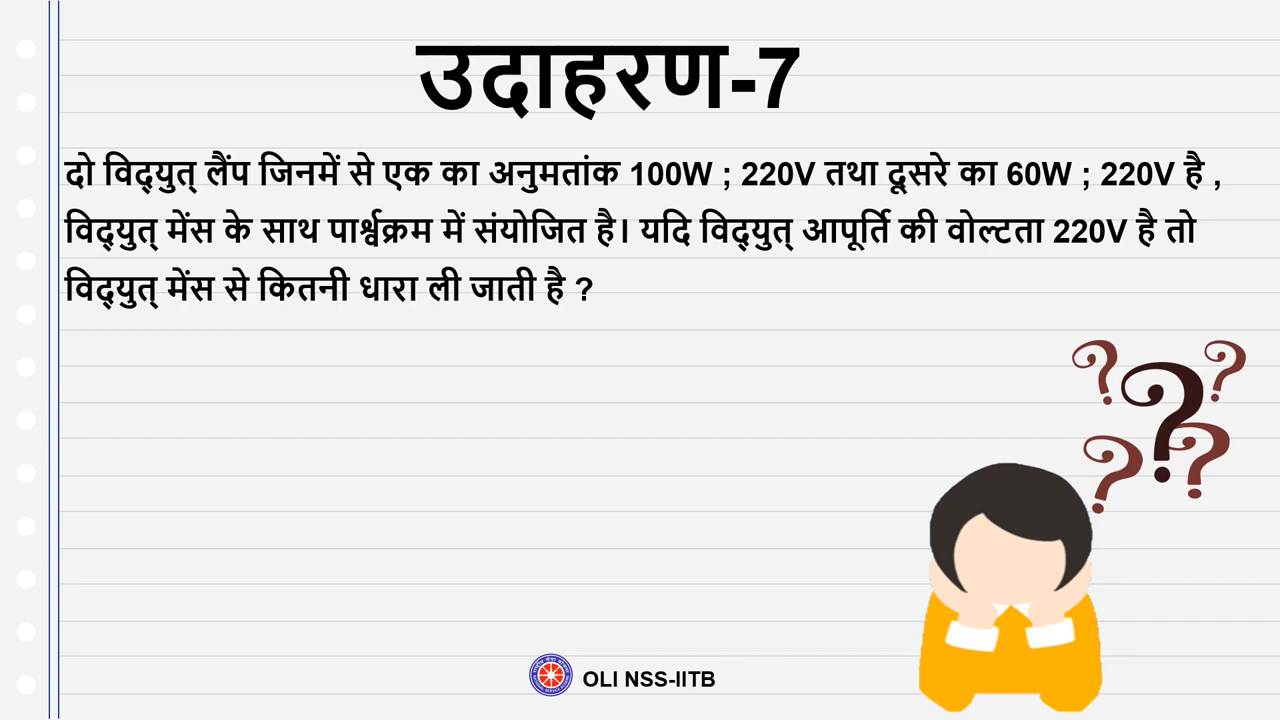 उदाहरण-7
दो विद्युत् लैंप जिनमें से एक का अनुमतांक 100W ; 220V तथा दूसरे का 60W ; 220V है ,
विद्युत् मेंस के साथ पार्श्वक्रम में संयोजित है। यदि विद्युत् आपूर्ति की वोल्टता 220V है तो
विद्युत् मेंस से कितनी धारा ली जाती है ?
OLI NSS-IITB